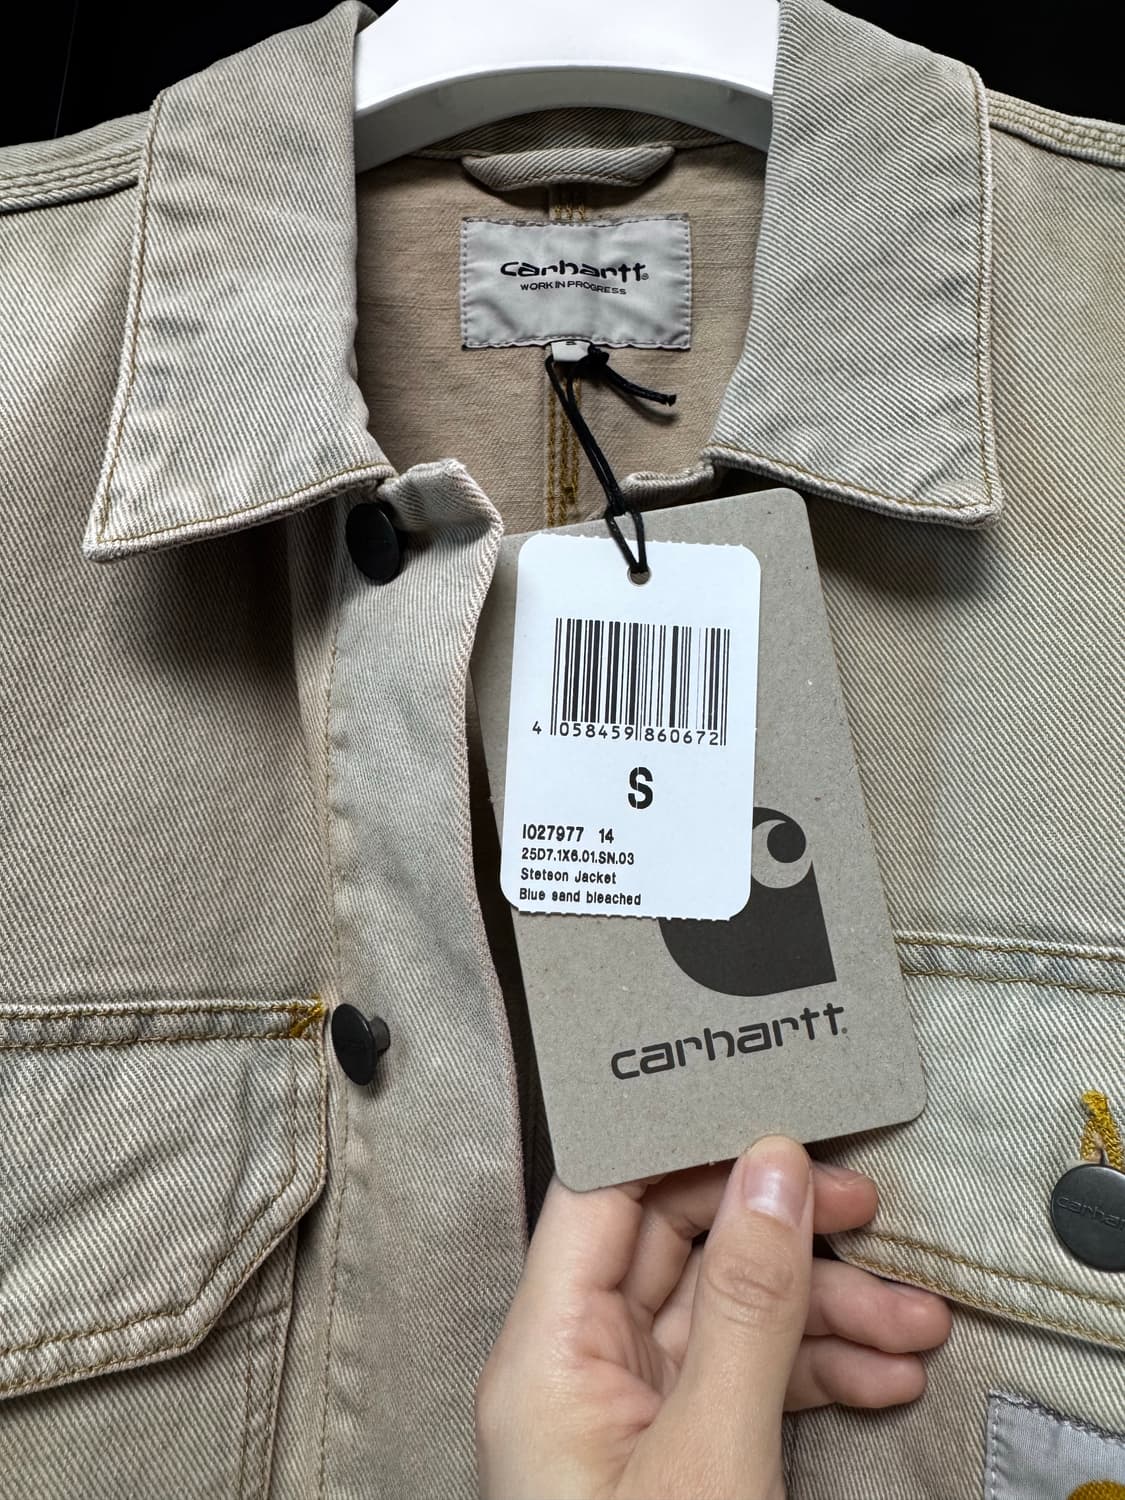 carhartt®
WORK IN PROGRESS
S
4 058459 860672
S
I027977 14
25D7.1X6.01.SN.03
Stetson Jacket
Blue sand bleached
carhartt®